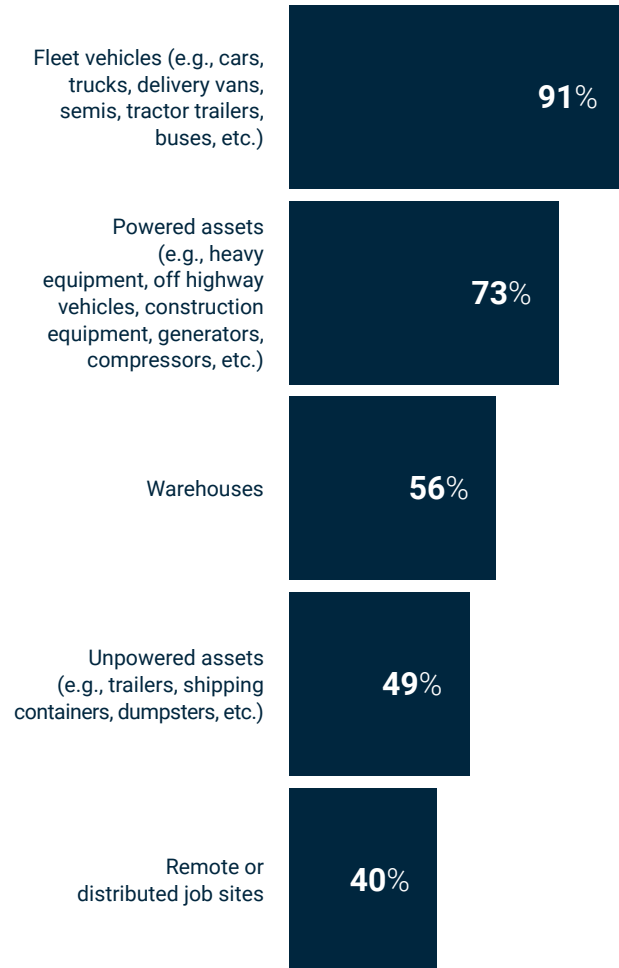 Fleet vehicles (e.g., cars,
trucks, delivery vans,
semis, tractor trailers,
buses, etc.)
91%
Powered assets
(e.g., heavy
equipment, off highway
vehicles, construction
equipment, generators,
compressors, etc.)
73%
Warehouses
56%
Unpowered assets
(e.g., trailers, shipping
containers, dumpsters, etc.)
49%
Remote or
distributed job sites
40%